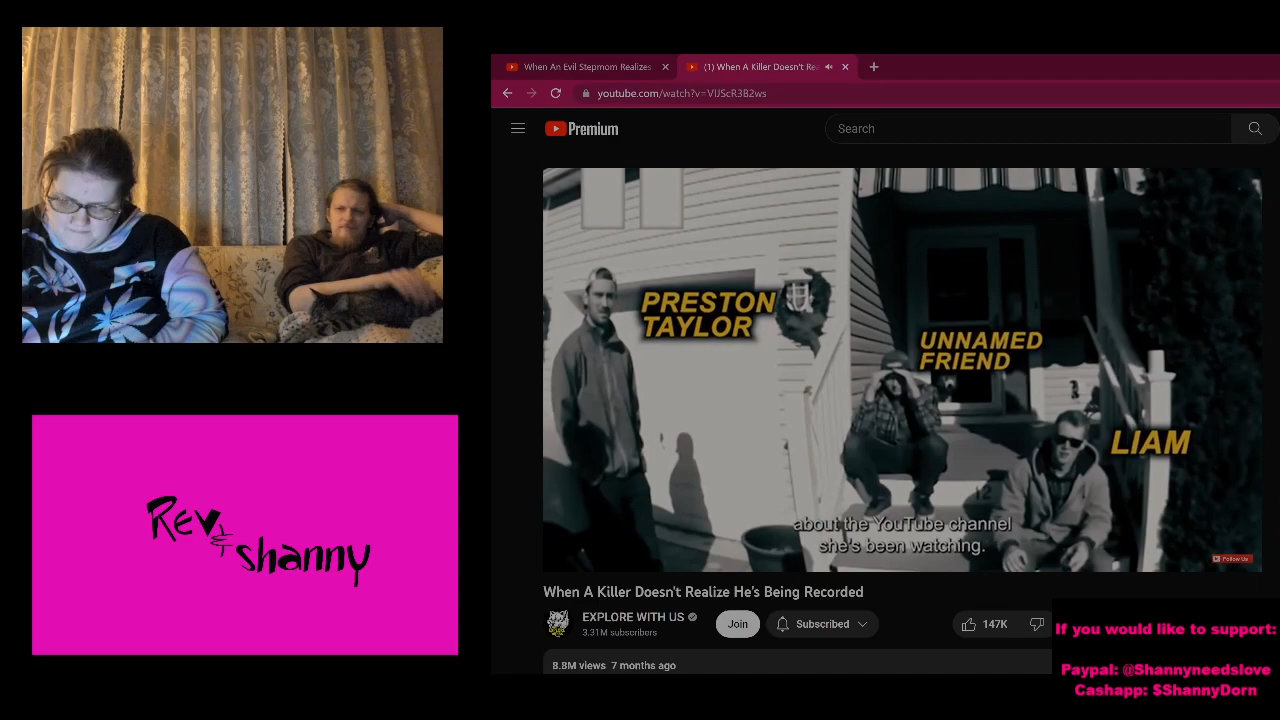 When An Evil Stepmom Realizes
(1) When A Killer Doesn't Re
youtube.com/watch?v=VlJScR3B2ws
Premium
Search
PRESTON
TAYLOR
UNNAMED
FRIEND
LIAM
about the YouTube channel
she's been watching.
Follow Us
When A Killer Doesn't Realize He's Being Recorded
EXPLORE WITH US
3.31M subscribers
Join
Subscribed
147K
8.8M views 7 months ago
Rev
&
shanny
If you would like to support:
Paypal: @Shannyneedslove
Cashapp: $ShannyDorn